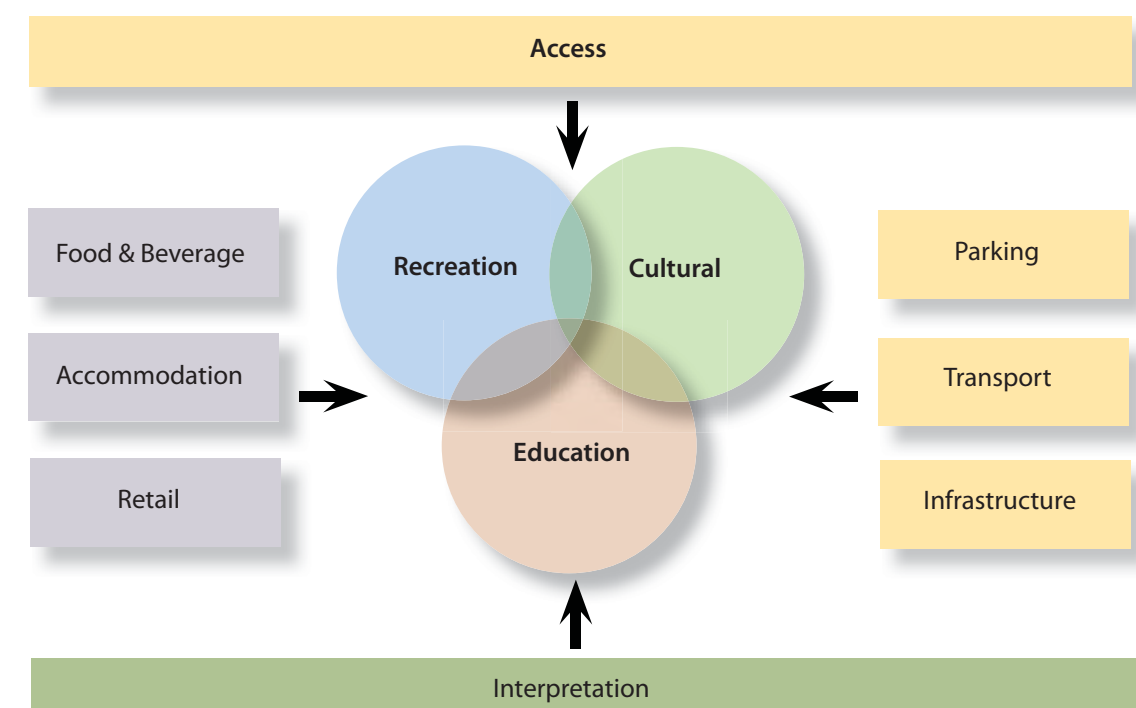 Access
Recreation
Cultural
Education
Food & Beverage
Accommodation
Retail
Parking
Transport
Infrastructure
Interpretation